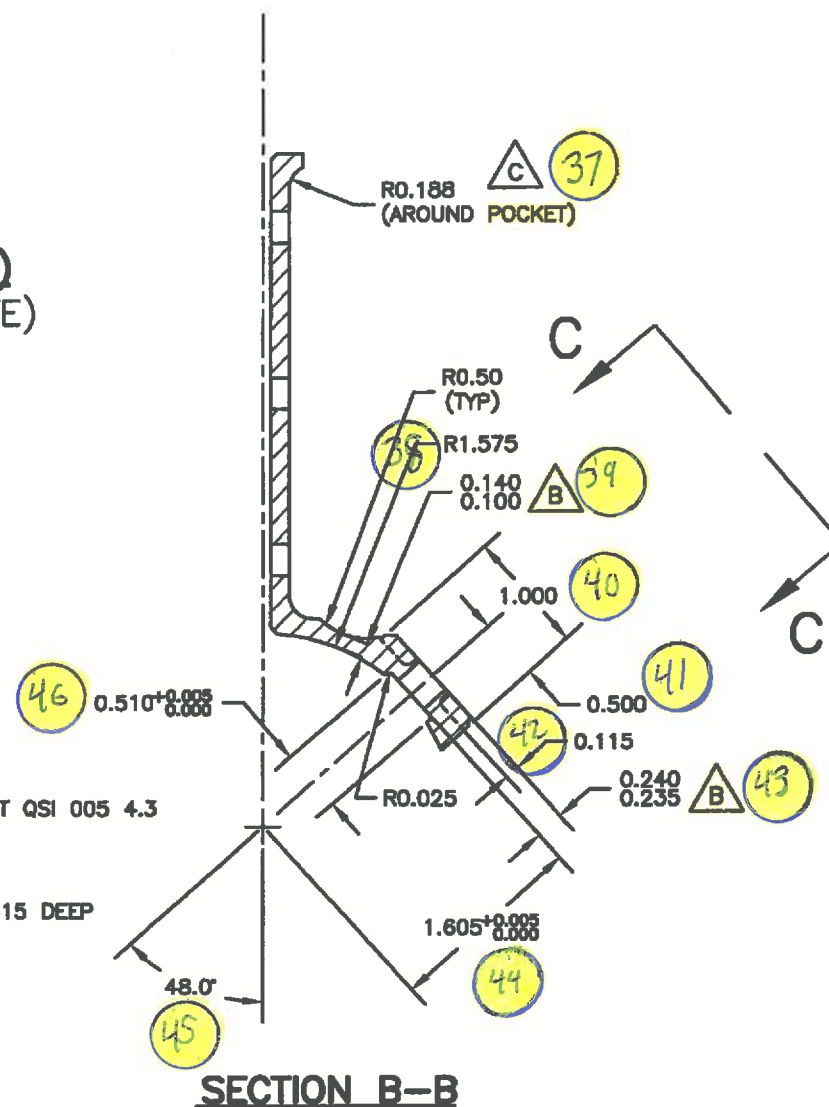 C 37
R0.188
(AROUND POCKET)
Q
E)
C
R0.50
(TYP)
38 R1.575
0.140
0.100 B 39
1.000 40
C
41
0.500
46 0.510+0.005
0.000
42
0.115
0.240
0.235 B 43
R0.025
T QSI 005 4.3
15 DEEP
1.605+0.005
0.000
44
48.0°
45
SECTION B-B